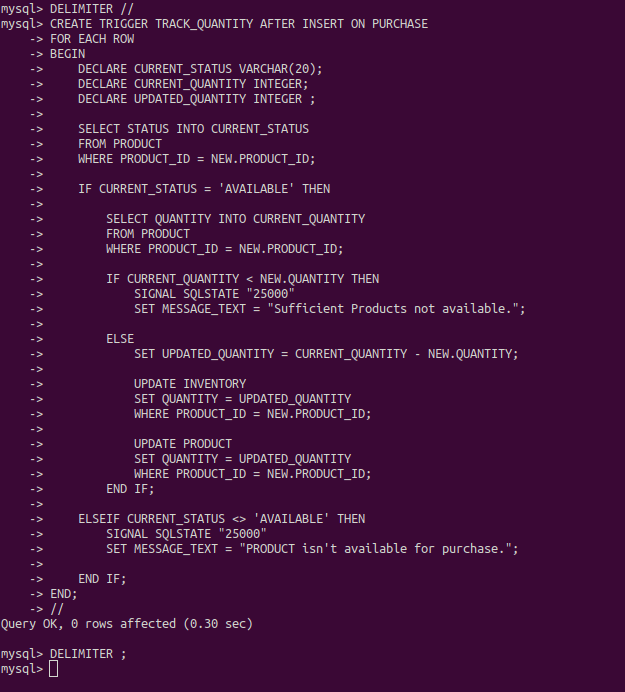 mysql> DELIMITER //
mysql> CREATE TRIGGER TRACK_QUANTITY AFTER INSERT ON PURCHASE
    -> FOR EACH ROW
    -> BEGIN
    ->     DECLARE CURRENT_STATUS VARCHAR(20);
    ->     DECLARE CURRENT_QUANTITY INTEGER;
    ->     DECLARE UPDATED_QUANTITY INTEGER ;
    ->
    ->     SELECT STATUS INTO CURRENT_STATUS
    ->     FROM PRODUCT
    ->     WHERE PRODUCT_ID = NEW.PRODUCT_ID;
    ->
    ->     IF CURRENT_STATUS = 'AVAILABLE' THEN
    ->
    ->         SELECT QUANTITY INTO CURRENT_QUANTITY
    ->         FROM PRODUCT
    ->         WHERE PRODUCT_ID = NEW.PRODUCT_ID;
    ->
    ->         IF CURRENT_QUANTITY < NEW.QUANTITY THEN
    ->             SIGNAL SQLSTATE "25000"
    ->             SET MESSAGE_TEXT = "Sufficient Products not available.";
    ->
    ->         ELSE
    ->             SET UPDATED_QUANTITY = CURRENT_QUANTITY - NEW.QUANTITY;
    ->
    ->             UPDATE INVENTORY
    ->             SET QUANTITY = UPDATED_QUANTITY
    ->             WHERE PRODUCT_ID = NEW.PRODUCT_ID;
    ->
    ->             UPDATE PRODUCT
    ->             SET QUANTITY = UPDATED_QUANTITY
    ->             WHERE PRODUCT_ID = NEW.PRODUCT_ID;
    ->         END IF;
    ->
    ->     ELSEIF CURRENT_STATUS <> 'AVAILABLE' THEN
    ->         SIGNAL SQLSTATE "25000"
    ->         SET MESSAGE_TEXT = "PRODUCT isn't available for purchase.";
    ->
    ->     END IF;
    -> END;
    -> //
Query OK, 0 rows affected (0.30 sec)

mysql> DELIMITER ;
mysql>